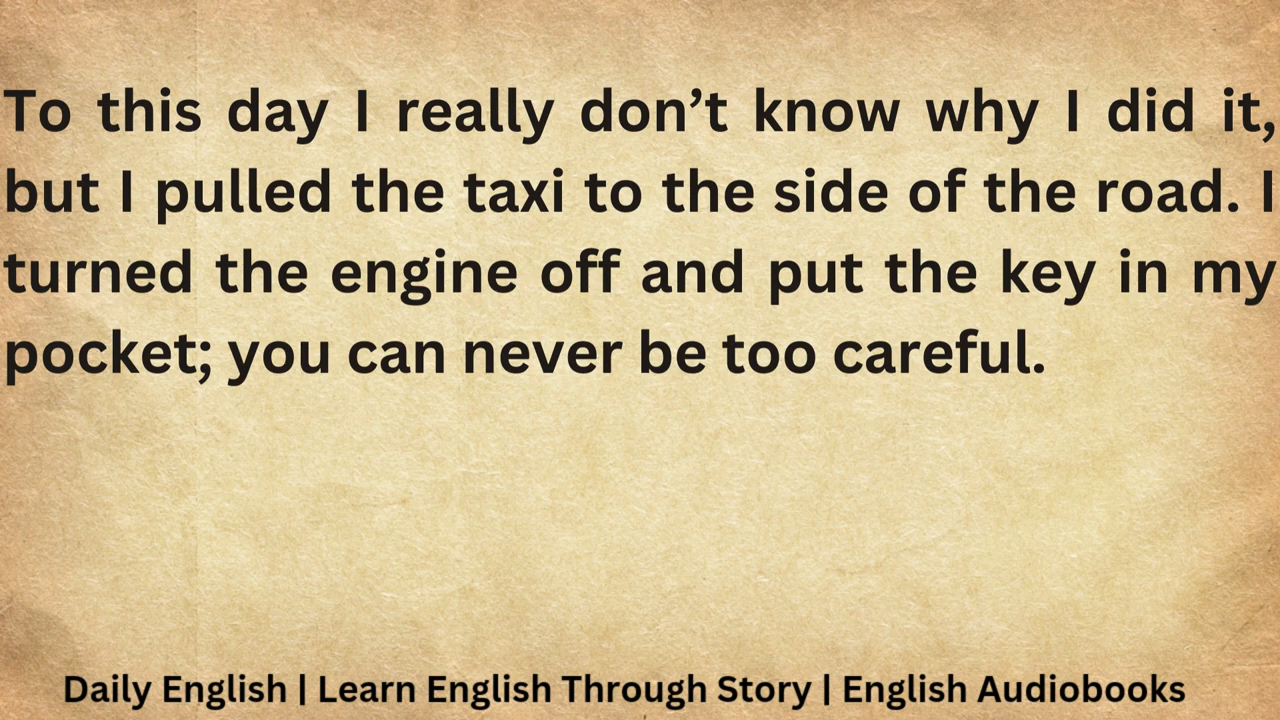 To this day I really don’t know why I did it,
but I pulled the taxi to the side of the road. I
turned the engine off and put the key in my
pocket; you can never be too careful.
Daily English | Learn English Through Story | English Audiobooks